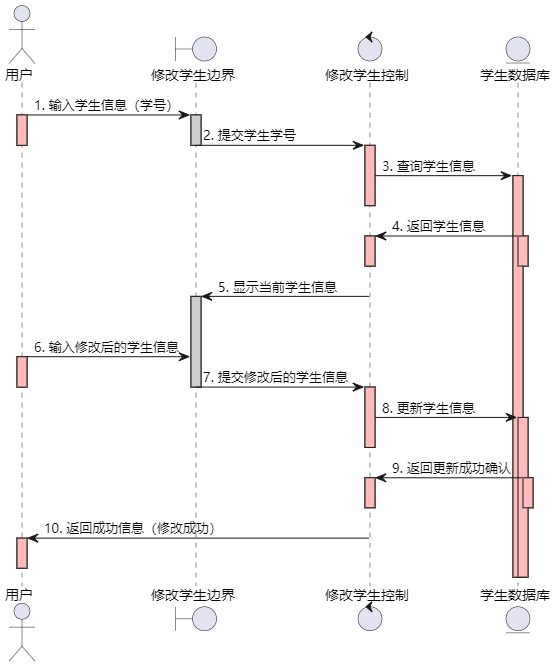 用户
修改学生边界
修改学生控制
学生数据库
1. 输入学生信息（学号）
2. 提交学生学号
3. 查询学生信息
4. 返回学生信息
5. 显示当前学生信息
6. 输入修改后的学生信息
7. 提交修改后的学生信息
8. 更新学生信息
9. 返回更新成功确认
10. 返回成功信息（修改成功）
用户
修改学生边界
修改学生控制
学生数据库